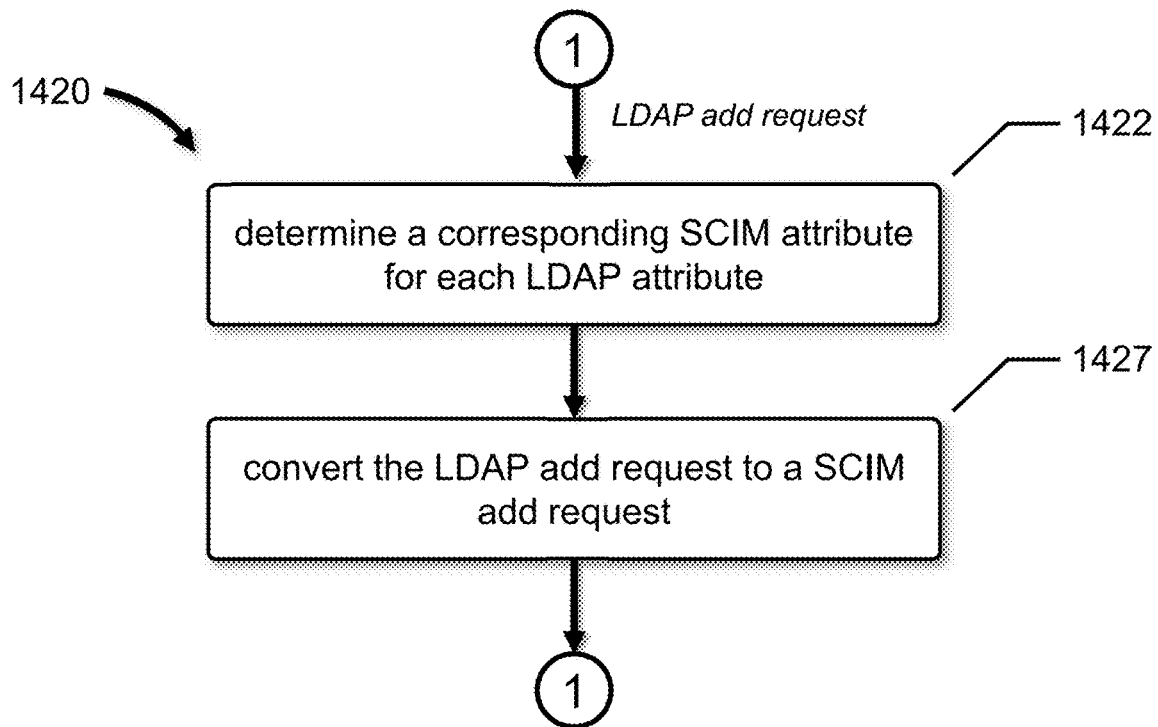 1
1420
LDAP add request
1422
determine a corresponding SCIM attribute
for each LDAP attribute
1427
convert the LDAP add request to a SCIM
add request
1